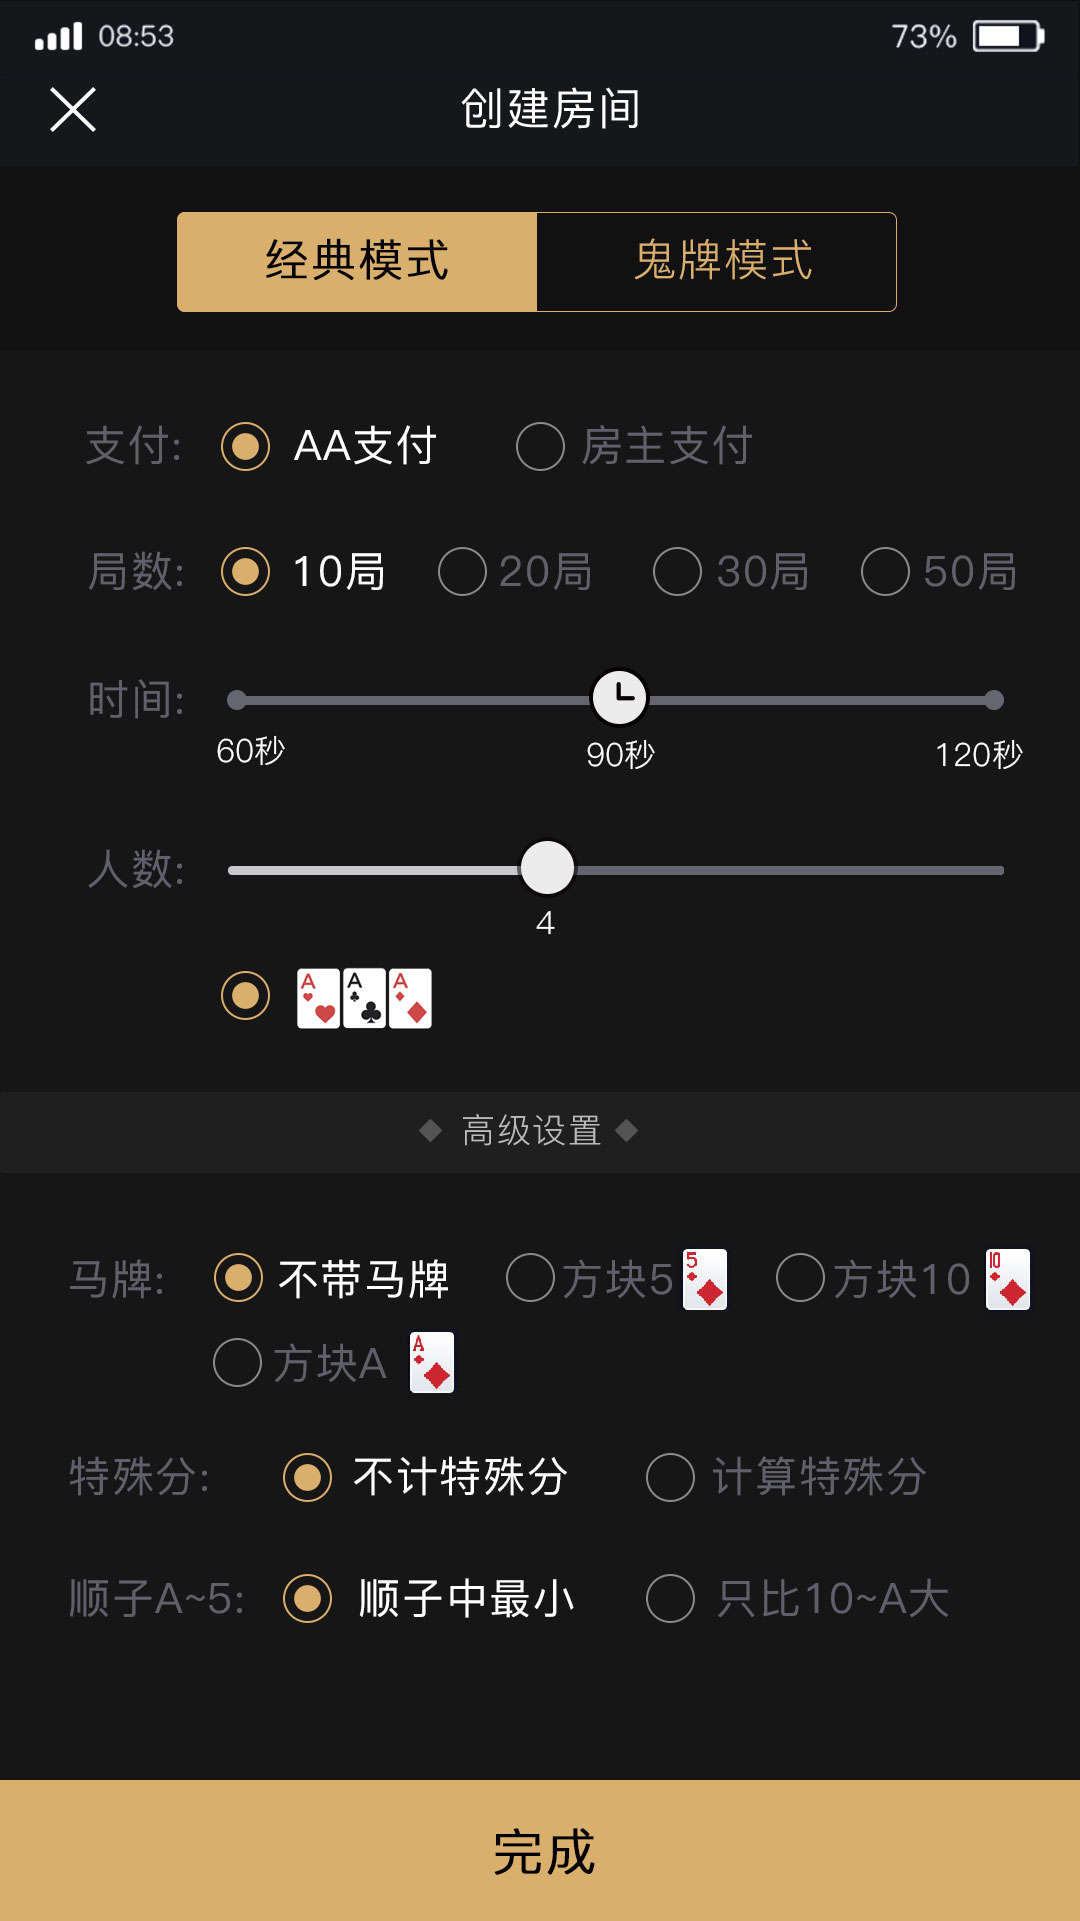 08:53 73%
创建房间
经典模式 鬼牌模式
支付: AA支付 房主支付
局数: 10局 20局 30局 50局
时间:
60秒 90秒 120秒
人数:
4
A A A
高级设置
马牌: 不带马牌 方块5 5 方块10 10
方块A A
特殊分: 不计特殊分 计算特殊分
顺子A~5: 顺子中最小 只比10~A大
完成